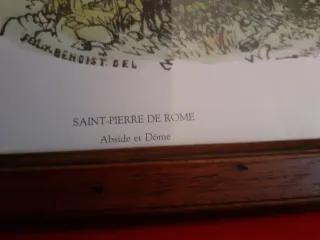 FELIX BENOIST DEL
SAINT-PIERRE DE ROME
Abside et Dôme